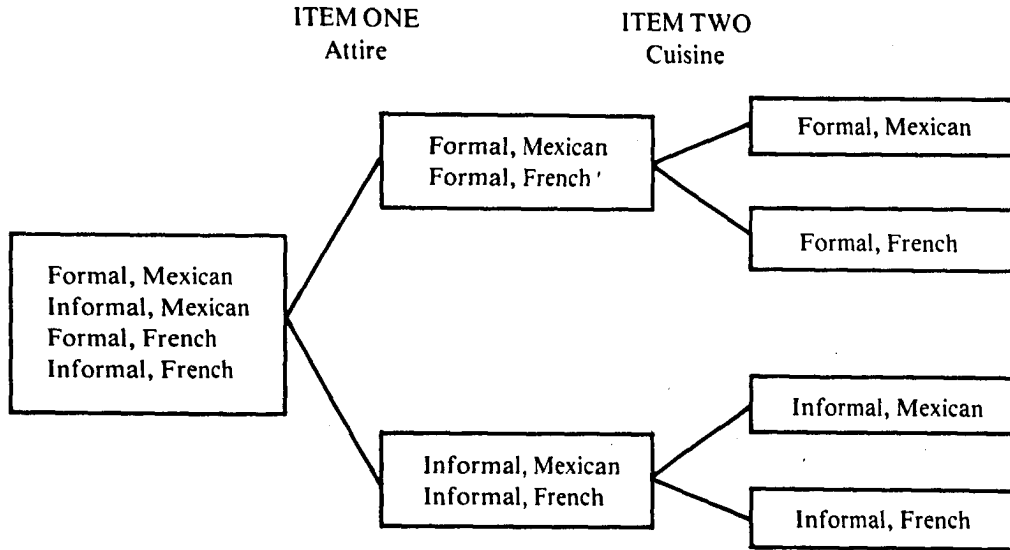 ITEM ONE
Attire
ITEM TWO
Cuisine
Formal, Mexican
Informal, Mexican
Formal, French
Informal, French
Formal, Mexican
Formal, French
Informal, Mexican
Informal, French
Formal, Mexican
Formal, French
Informal, Mexican
Informal, French